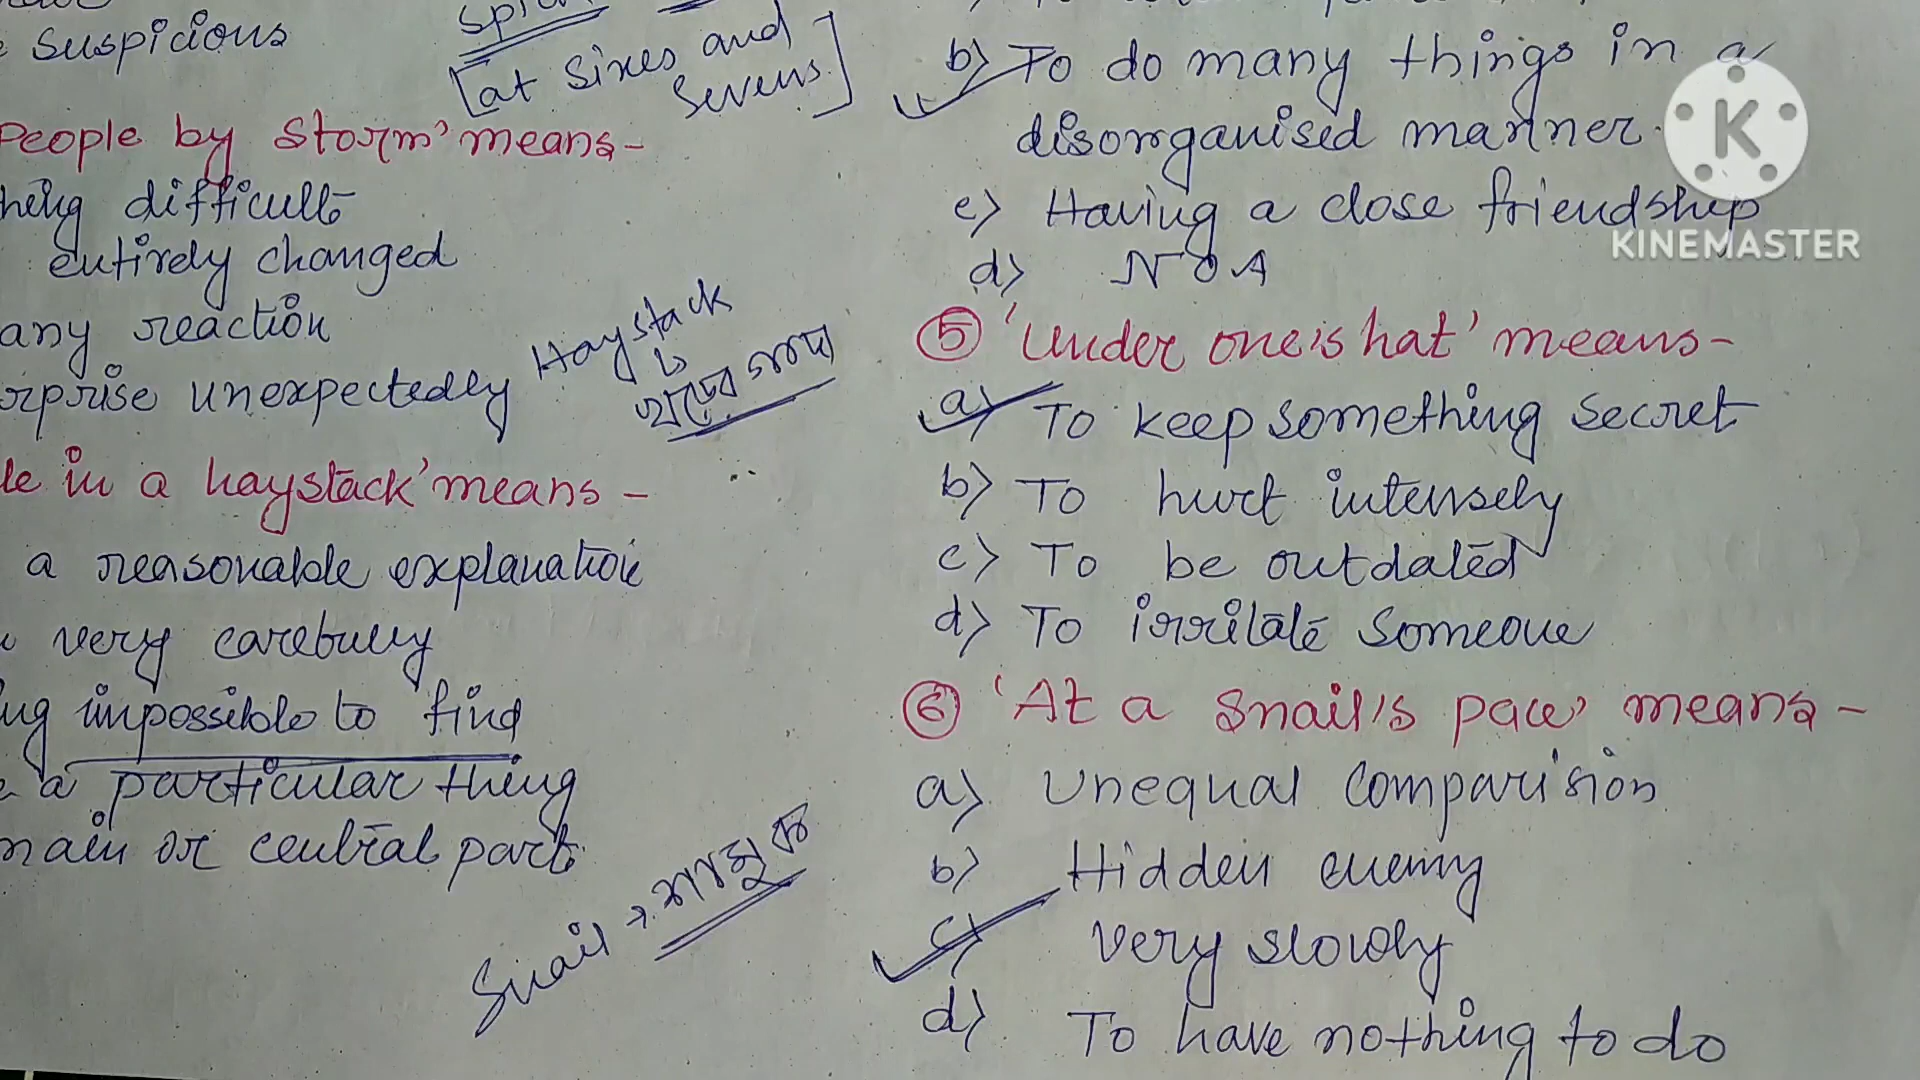 suspicious
[at Sixes and
Sevens]
People by storm' means-
difficult
entirely changed
any reaction
unexpectedly
Haystack
খড়ের গাদা
in a haystack' means -
a reasonable explanation
very carefully
impossible to find
a particular thing
main or central part
Snail → শামুক
b) To do many things in a
disorganised manner.
c) Having a close friendship
d) NOA
⑤ 'Under one's hat' means-
a) To keep something secret
b) To hurt intensely
c) To be outdated
d) To irritate someone
⑥ 'At a snail's pace' means-
a) Unequal comparision
b) Hidden enemy
c) Very slowly
d) To have nothing to do
K
KINEMASTER